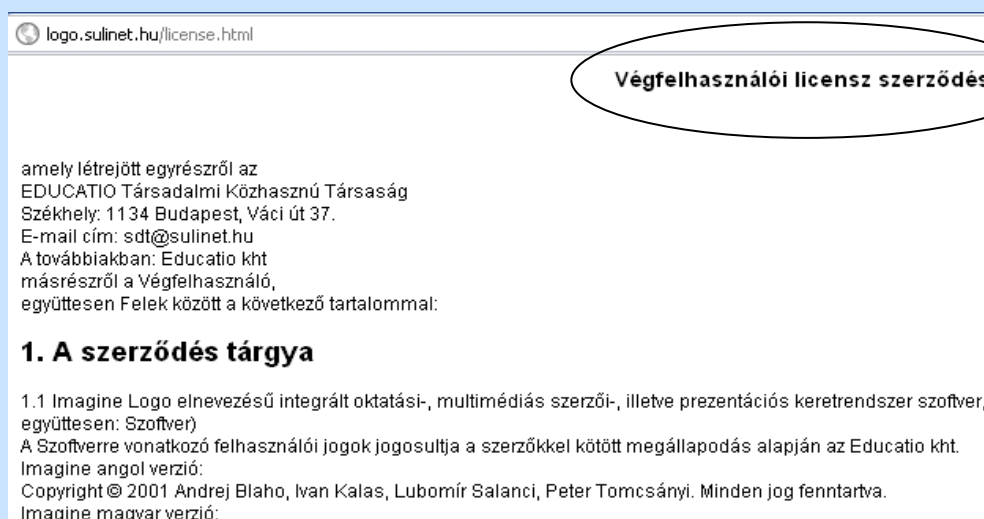 logo.sulinet.hu/license.html
Végfelhasználói licensz szerződés
amely létrejött egyrészről az
EDUCATIO Társadalmi Közhasznú Társaság
Székhely: 1134 Budapest, Váci út 37.
E-mail cím: sdt@sulinet.hu
A továbbiakban: Educatio kht
másrészről a Végfelhasználó,
együttesen Felek között a következő tartalommal:
1. A szerződés tárgya
1.1 Imagine Logo elnevezésű integrált oktatási-, multimédiás szerzői-, illetve prezentációs keretrendszer szoftver,
együttesen: Szoftver)
A Szoftverre vonatkozó felhasználói jogok jogosultja a szerzőkkel kötött megállapodás alapján az Educatio kht.
Imagine angol verzió:
Copyright © 2001 Andrej Blaho, Ivan Kalas, Lubomír Salanci, Peter Tomcsányi. Minden jog fenntartva.
Imagine magyar verzió: